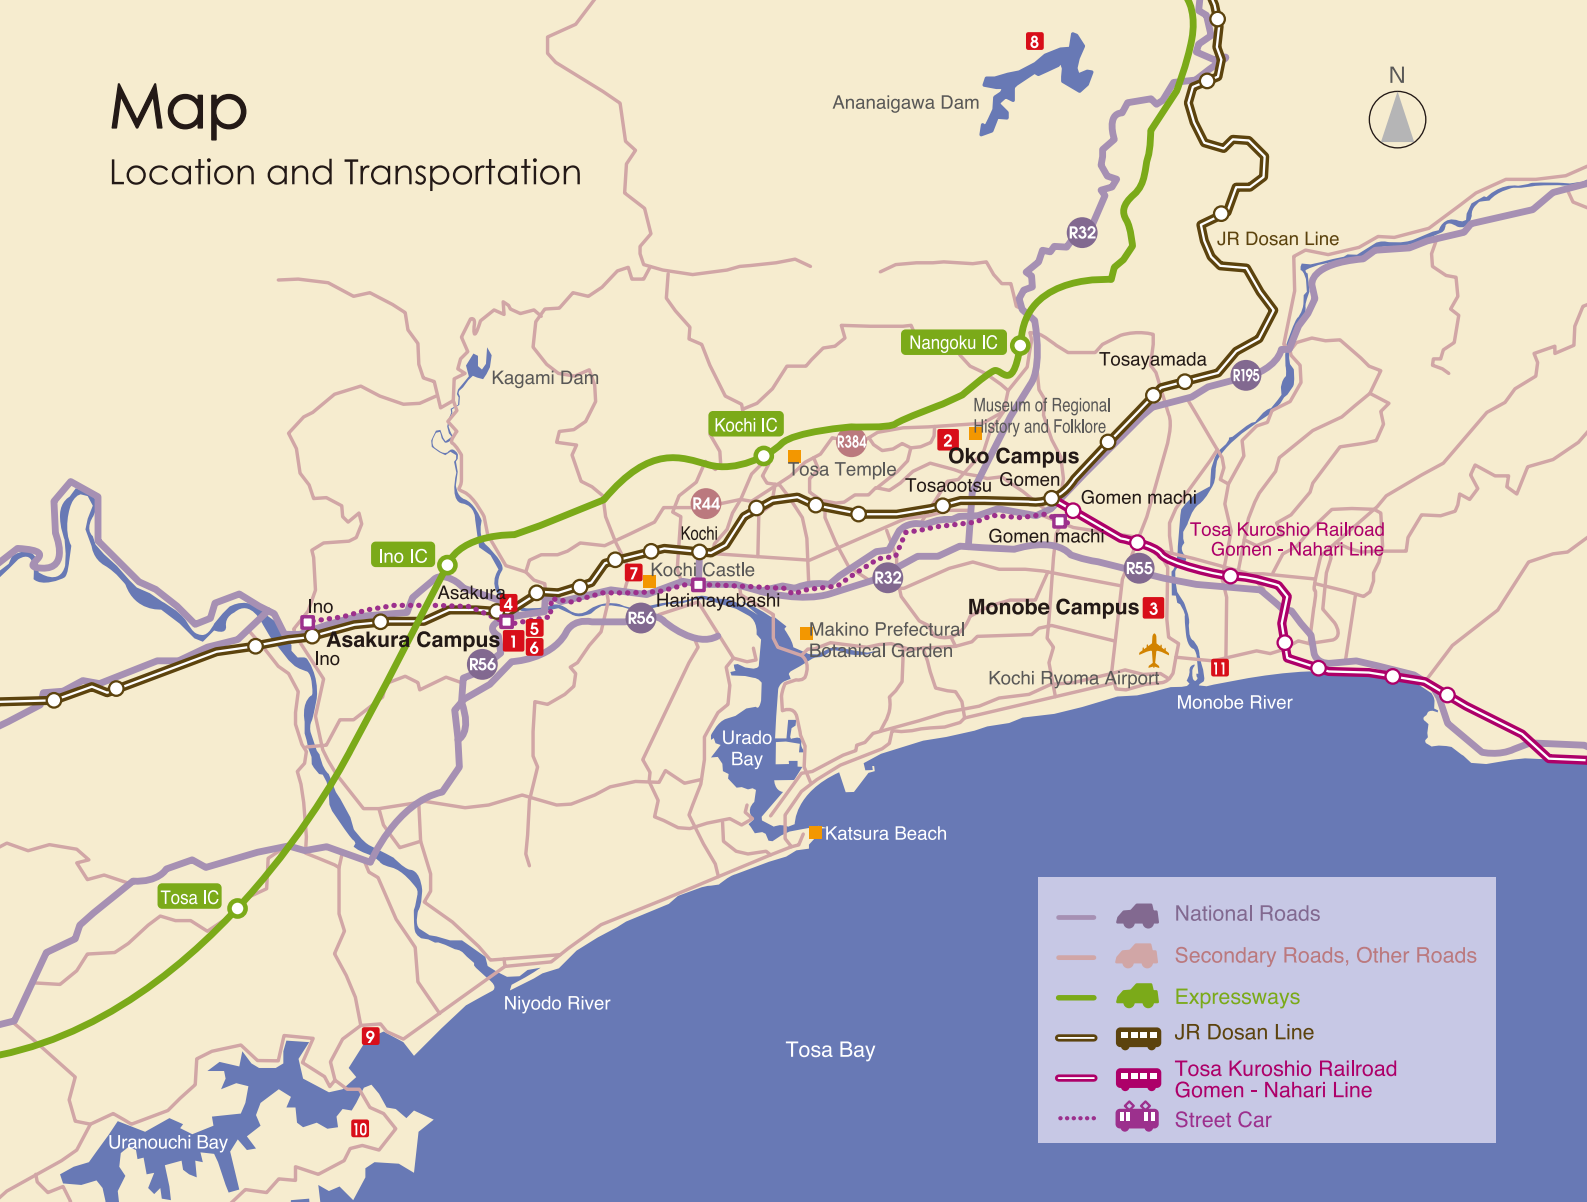 Map
Location and Transportation
8
Ananaigawa Dam
N
R32
JR Dosan Line
Nangoku IC
Tosayamada
Kagami Dam
R195
Museum of Regional
History and Folklore
Kochi IC
R384
2
Oko Campus
Tosa Temple
Tosaootsu
Gomen
Gomen machi
R44
Kochi
Tosa Kuroshio Railroad
Gomen - Nahari Line
Gomen machi
Ino IC
7
Kochi Castle
R32
R55
Asakura
4
Harimayabashi
Ino
Monobe Campus
3
R56
Asakura Campus
1
5
6
Makino Prefectural
Botanical Garden
Ino
R56
11
Kochi Ryoma Airport
Monobe River
Urado
Bay
Katsura Beach
Tosa IC
National Roads
Secondary Roads, Other Roads
Expressways
JR Dosan Line
Tosa Kuroshio Railroad
Gomen - Nahari Line
Street Car
Niyodo River
9
Tosa Bay
10
Uranouchi Bay